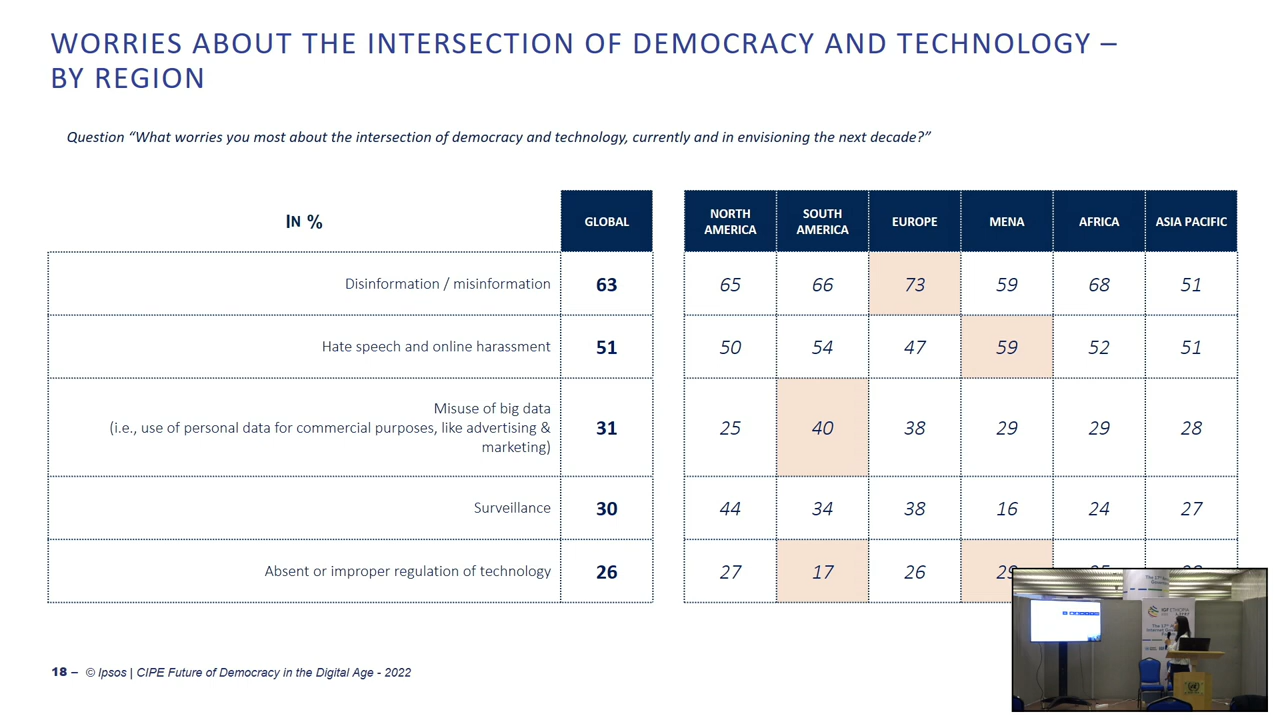 WORRIES ABOUT THE INTERSECTION OF DEMOCRACY AND TECHNOLOGY –
BY REGION
Question “What worries you most about the intersection of democracy and technology, currently and in envisioning the next decade?”
IN %
GLOBAL
NORTH AMERICA
SOUTH AMERICA
EUROPE
MENA
AFRICA
ASIA PACIFIC
Disinformation / misinformation 63 65 66 73 59 68 51
Hate speech and online harassment 51 50 54 47 59 52 51
Misuse of big data
(i.e., use of personal data for commercial purposes, like advertising &
marketing) 31 25 40 38 29 29 28
Surveillance 30 44 34 38 16 24 27
Absent or improper regulation of technology 26 27 17 26
18 – © Ipsos | CIPE Future of Democracy in the Digital Age - 2022